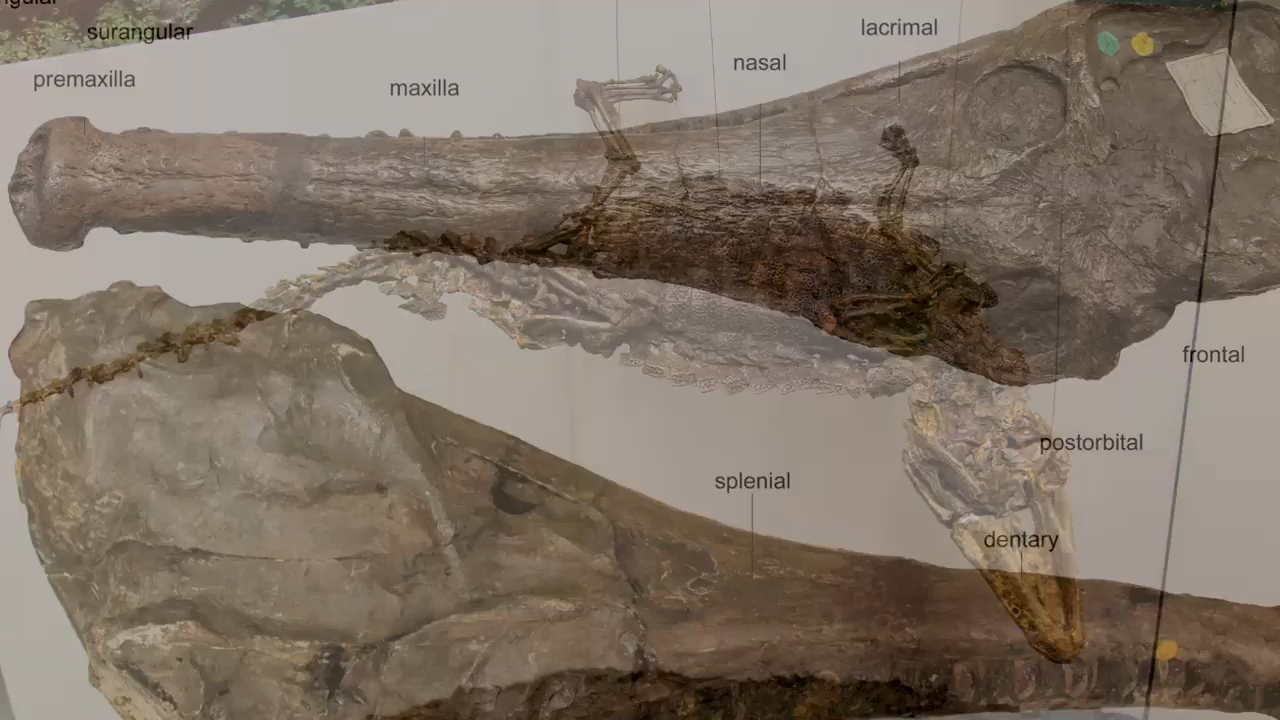 surangular
premaxilla
maxilla
nasal
lacrimal
frontal
postorbital
splenial
dentary